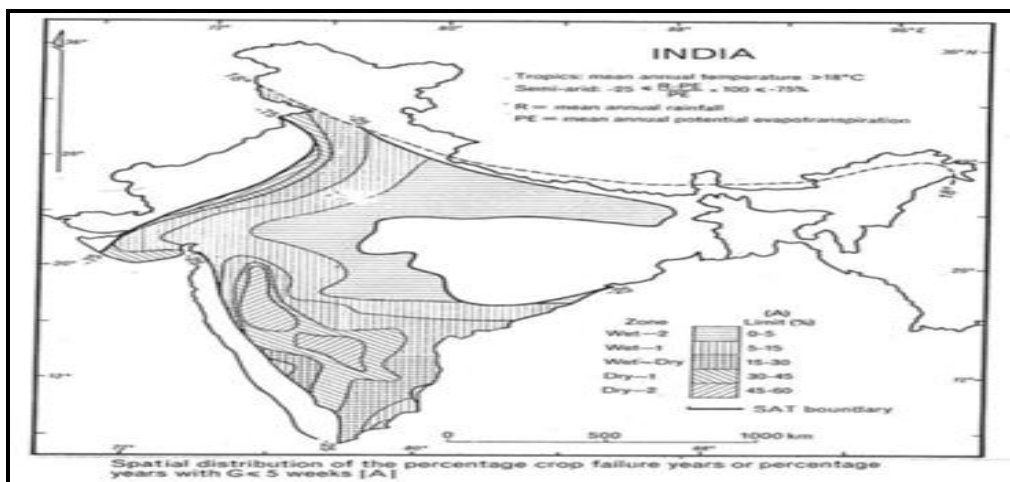 INDIA
Tropics: mean annual temperature >18°C
Semi-arid: -25 < R-PE/PE × 100 < -75%
R = mean annual rainfall
PE = mean annual potential evapotranspiration
(A)
Zone Limit (%)
Wet-2 0-5
Wet-1 5-15
Wet-Dry 15-30
Dry-1 30-45
Dry-2 45-60
SAT boundary
0 500 1000 km
Spatial distribution of the percentage crop failure years or percentage
years with G< 5 weeks [A]